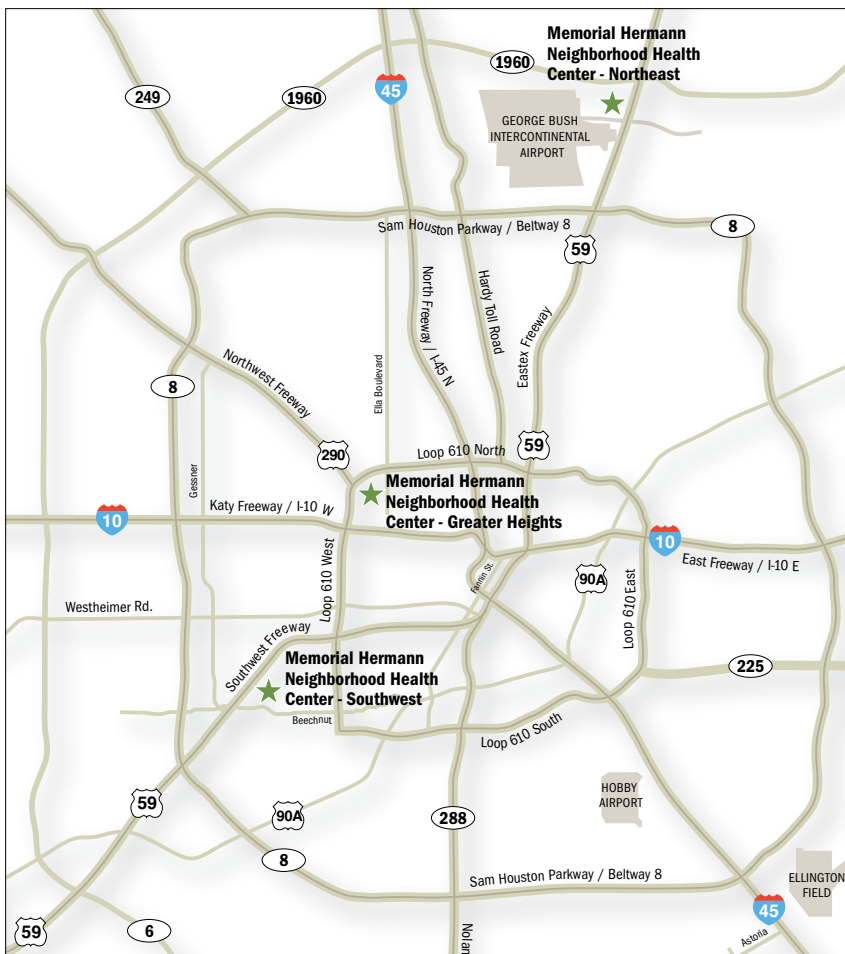 Memorial Hermann
Neighborhood Health
Center - Northeast
1960
249
1960
45
GEORGE BUSH
INTERCONTINENTAL
AIRPORT
Sam Houston Parkway / Beltway 8
8
59
North Freeway / I-45 N
Hardy Toll Road
Eastex Freeway
Northwest Freeway
Ella Boulevard
8
290
Loop 610 North
59
Gessner
Memorial Hermann
Neighborhood Health
Center - Greater Heights
Katy Freeway / I-10 W
10
10
East Freeway / I-10 E
Loop 610 West
Fannin St.
90A
Loop 610 East
Westheimer Rd.
Southwest Freeway
Memorial Hermann
Neighborhood Health
Center - Southwest
225
Beechnut
Loop 610 South
HOBBY
AIRPORT
59
90A
288
8
Sam Houston Parkway / Beltway 8
ELLINGTON
FIELD
45
59
6
Nolan
Astoria